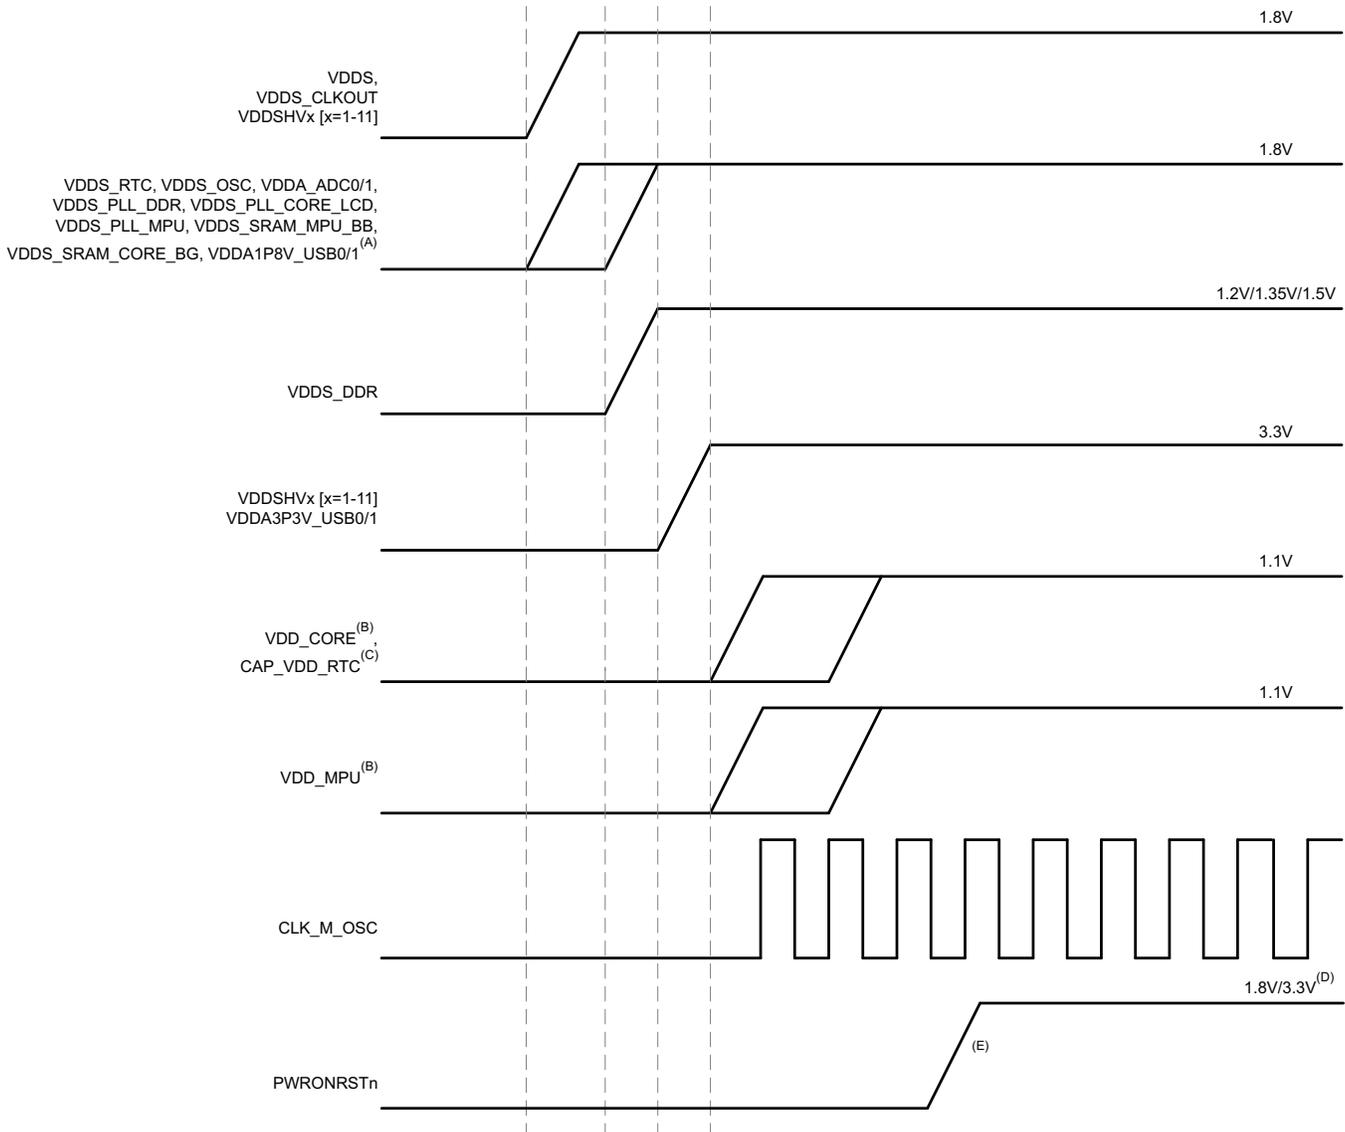 1.8V
VDDS,
VDDS_CLKOUT
VDDSHVx [x=1-11]
1.8V
VDDS_RTC, VDDS_OSC, VDDA_ADC0/1,
VDDS_PLL_DDR, VDDS_PLL_CORE_LCD,
VDDS_PLL_MPU, VDDS_SRAM_MPU_BB,
VDDS_SRAM_CORE_BG, VDDA1P8V_USB0/1(A)
1.2V/1.35V/1.5V
VDDS_DDR
3.3V
VDDSHVx [x=1-11]
VDDA3P3V_USB0/1
1.1V
VDD_CORE(B),
CAP_VDD_RTC(C)
1.1V
VDD_MPU(B)
CLK_M_OSC
1.8V/3.3V(D)
(E)
PWRONRSTn